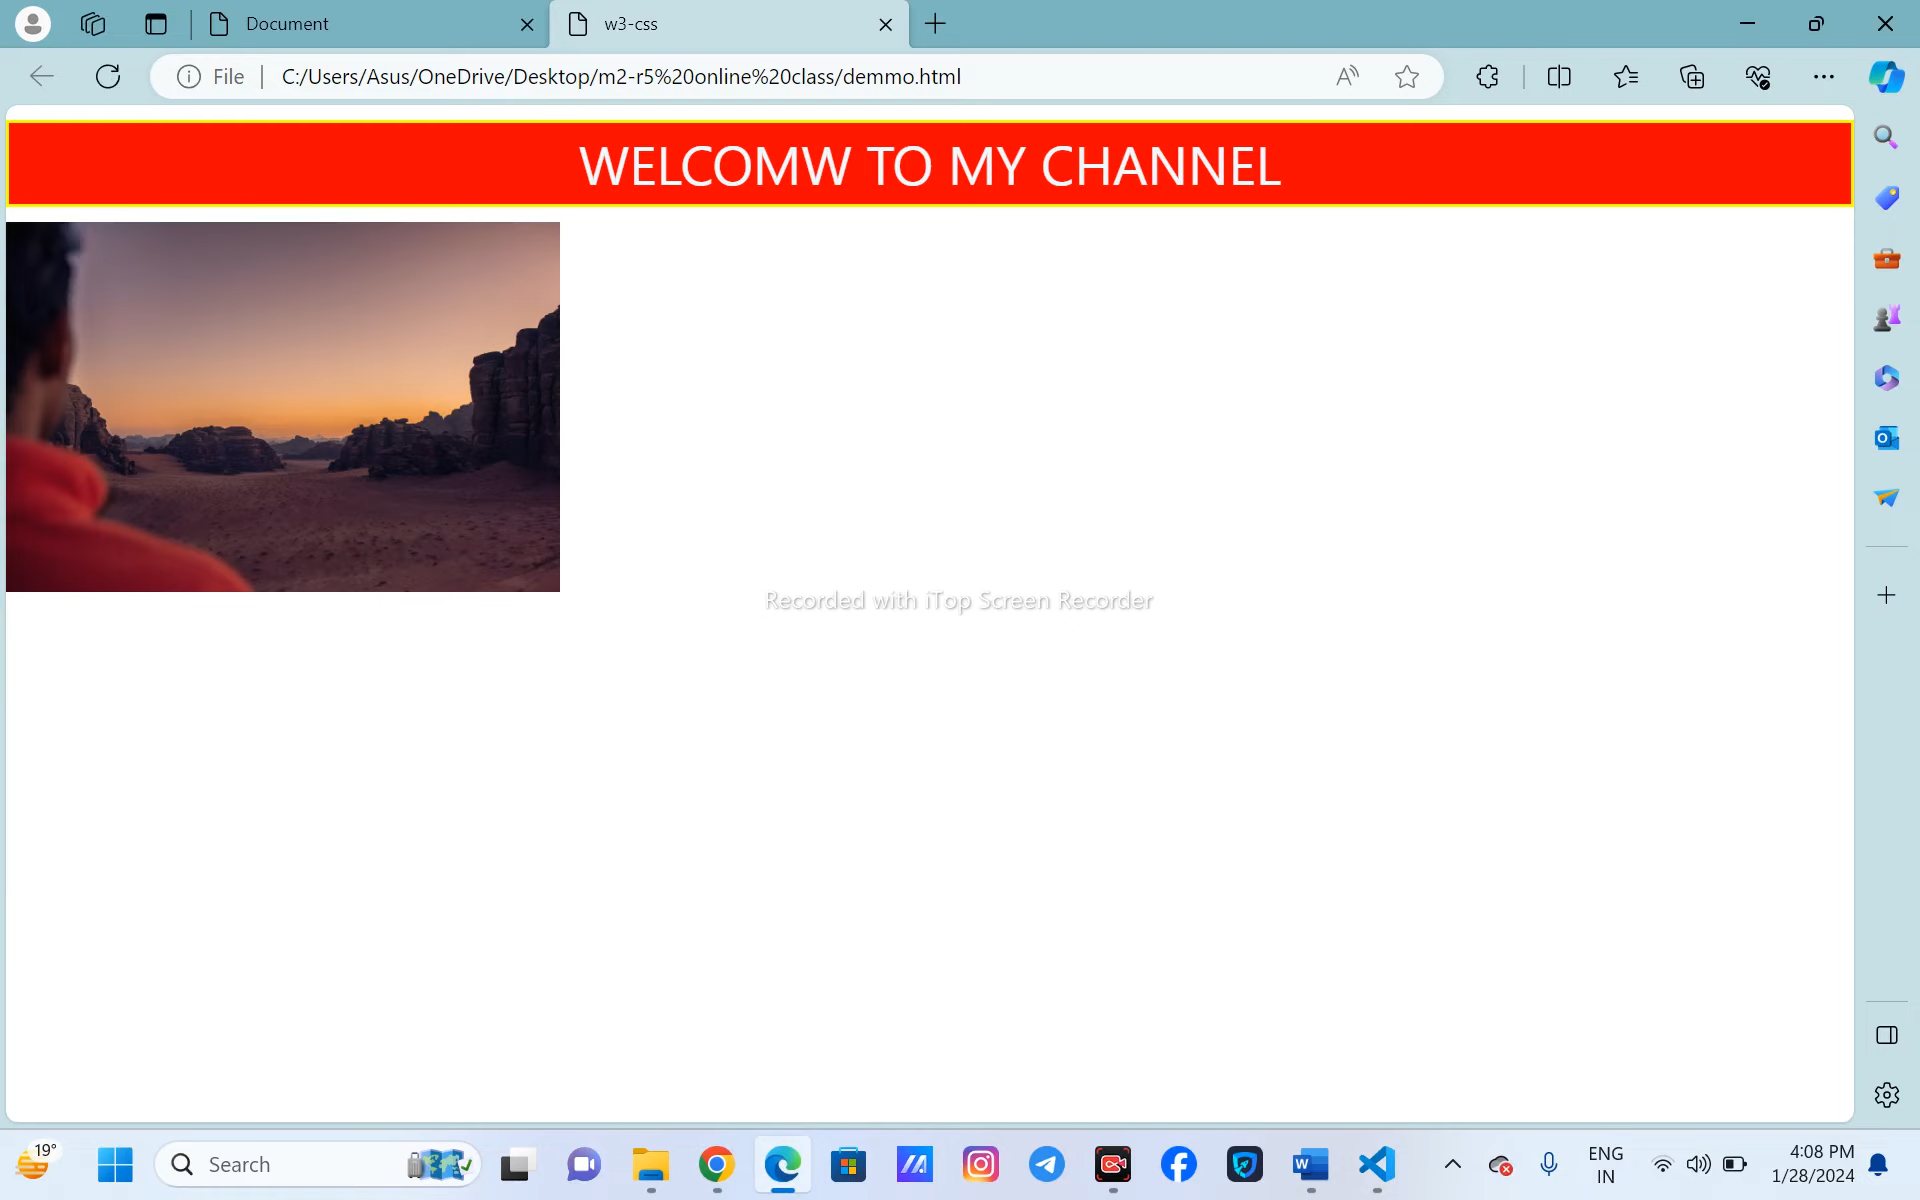 Document
w3-css
File
C:/Users/Asus/OneDrive/Desktop/m2-r5%20online%20class/demmo.html
WELCOMW TO MY CHANNEL
Recorded with iTop Screen Recorder
19°
Search
ENG
IN
4:08 PM
1/28/2024